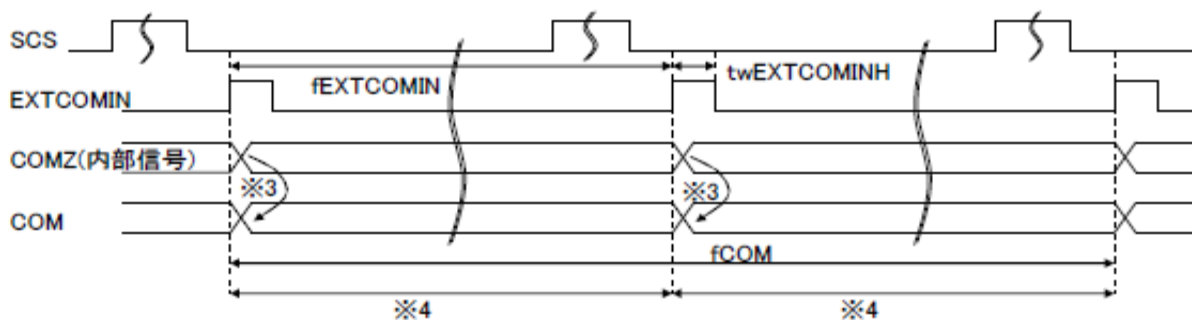 SCS
twEXTCOMINH
fEXTCOMIN
EXTCOMIN
COMZ(内部信号)
※3 ※3
COM
fCOM
※4 ※4